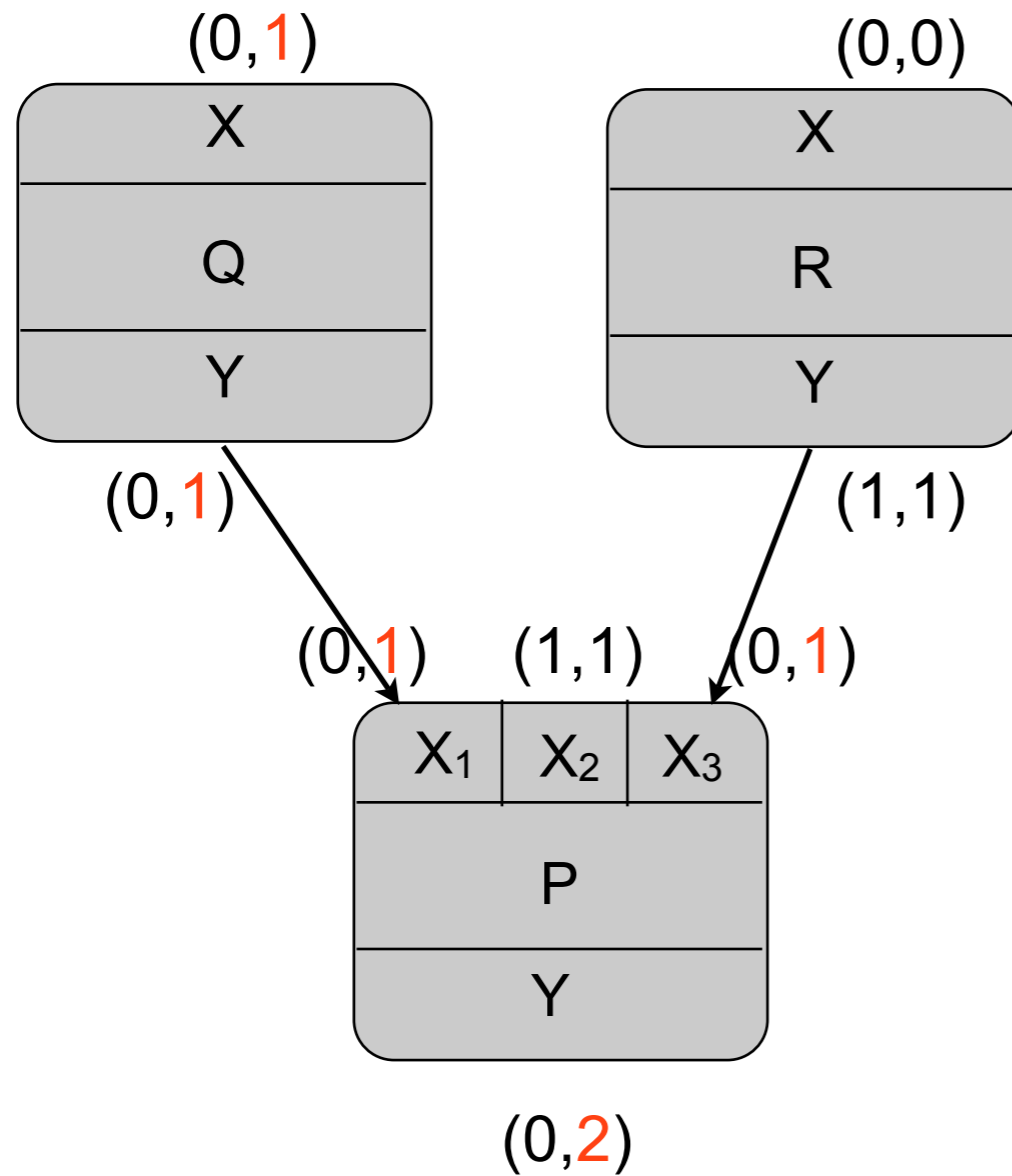 (0,1) (0,0)
X X
Q R
Y Y
(0,1) (1,1)
(0,1) (1,1) (0,1)
X₁ X₂ X₃
P
Y
(0,2)